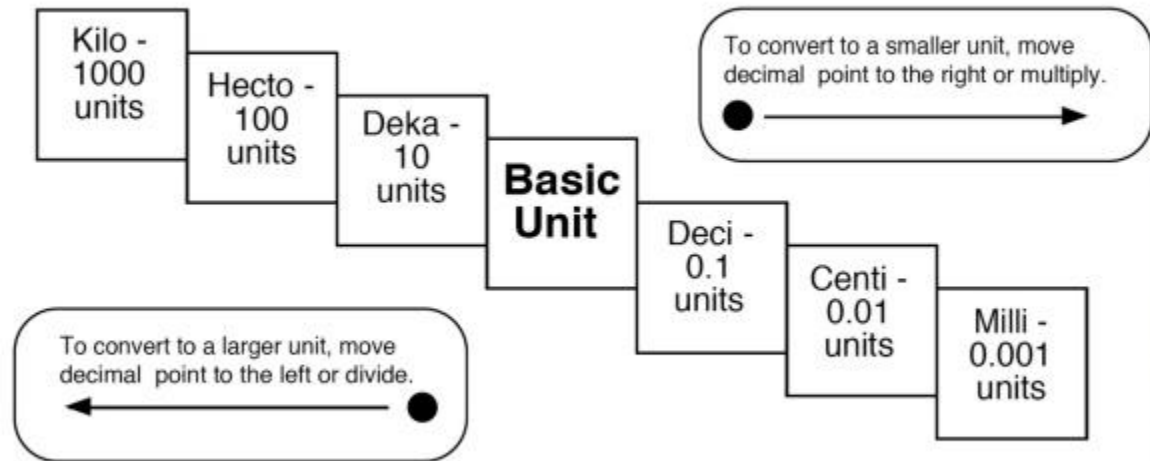 Kilo -
1000
units
Hecto -
100
units
Deka -
10
units
Basic
Unit
Deci -
0.1
units
Centi -
0.01
units
Milli -
0.001
units
To convert to a smaller unit, move
decimal point to the right or multiply.
To convert to a larger unit, move
decimal point to the left or divide.